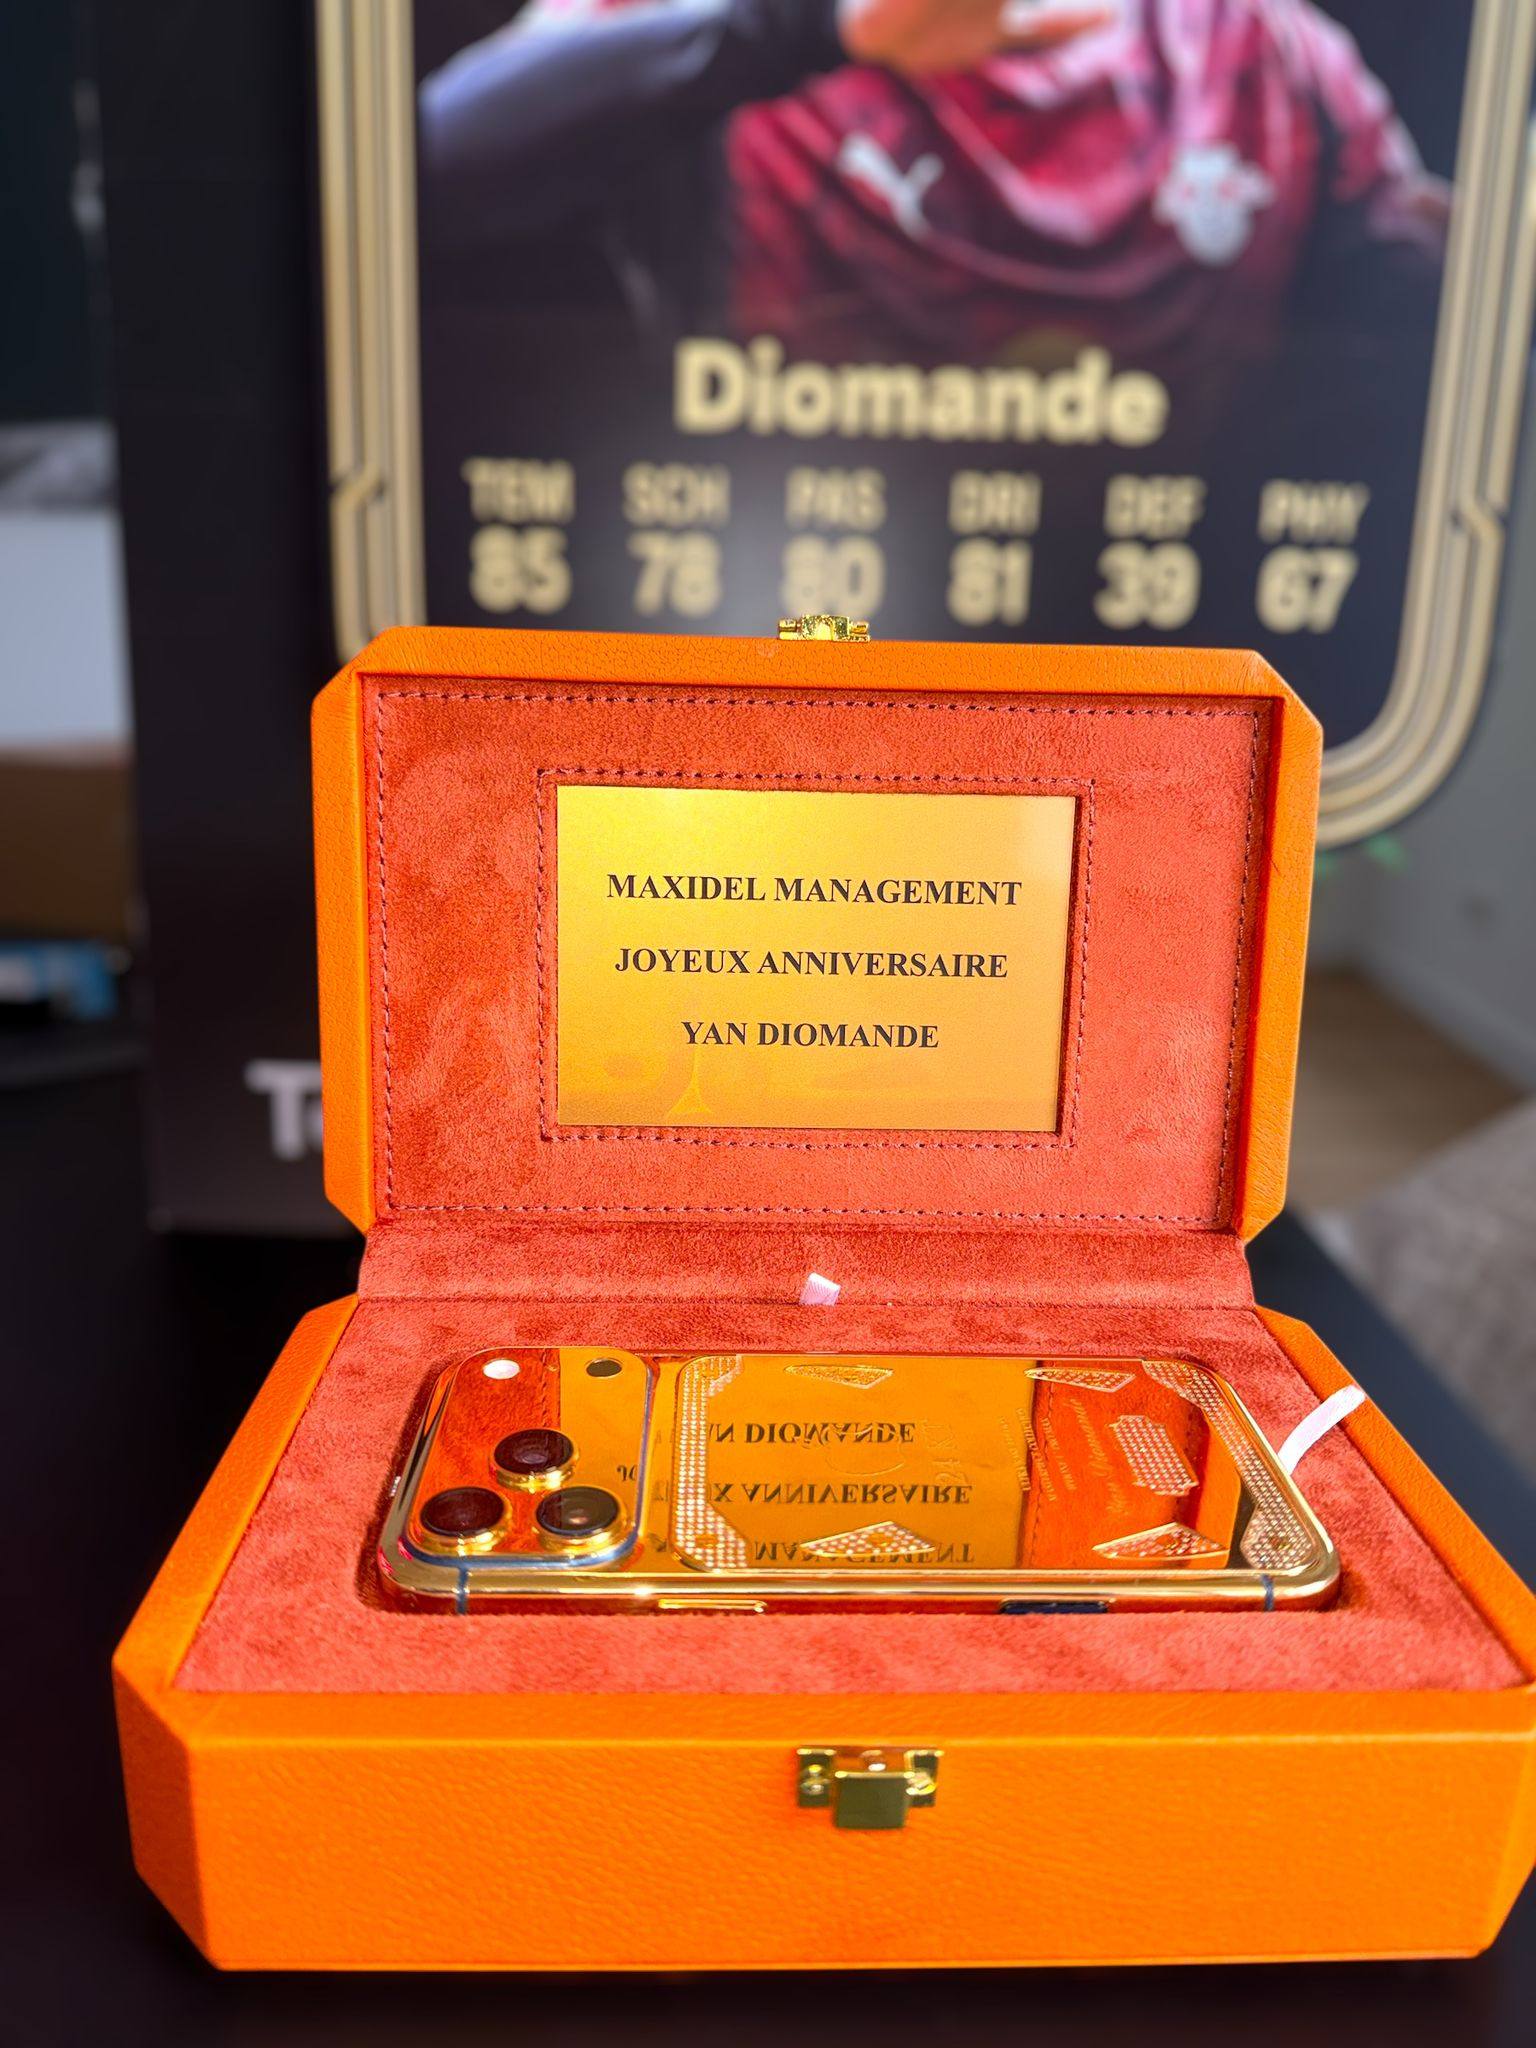 Diomande
TEM SCH PAS DRI DEF PHY
85 78 80 81 39 67
MAXIDEL MANAGEMENT
JOYEUX ANNIVERSAIRE
YAN DIOMANDE